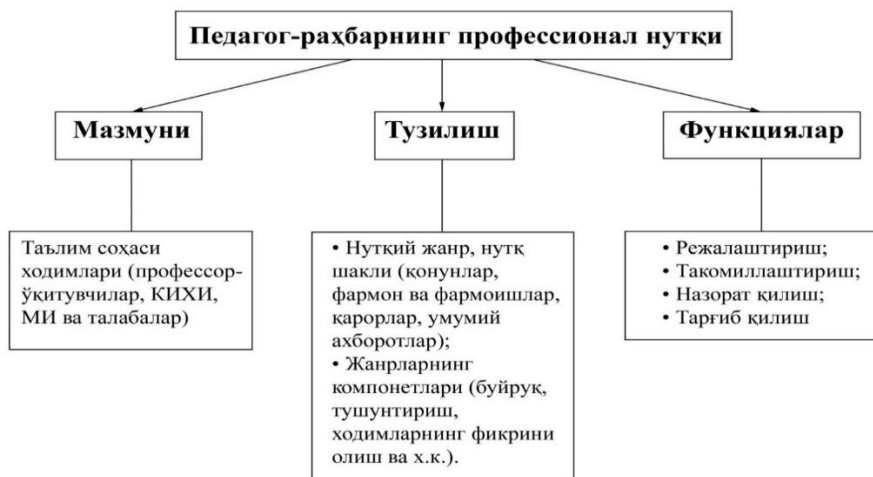 Педагог-раҳбарнинг профессионал нутқи
Мазмуни
Тузилиш
Функциялар
Таълим соҳаси
ходимлари (профессор-
ўқитувчилар, КИХИ,
МИ ва талабалар)
• Нутқий жанр, нутқ
шакли (қонунлар,
фармон ва фармоишлар,
қарорлар, умумий
ахборотлар);
• Жанрларнинг
компонетлари (буйруқ,
тушунтириш,
ходимларнинг фикрини
олиш ва х.к.).
• Режалаштириш;
• Такомиллаштириш;
• Назорат қилиш;
• Тарғиб қилиш